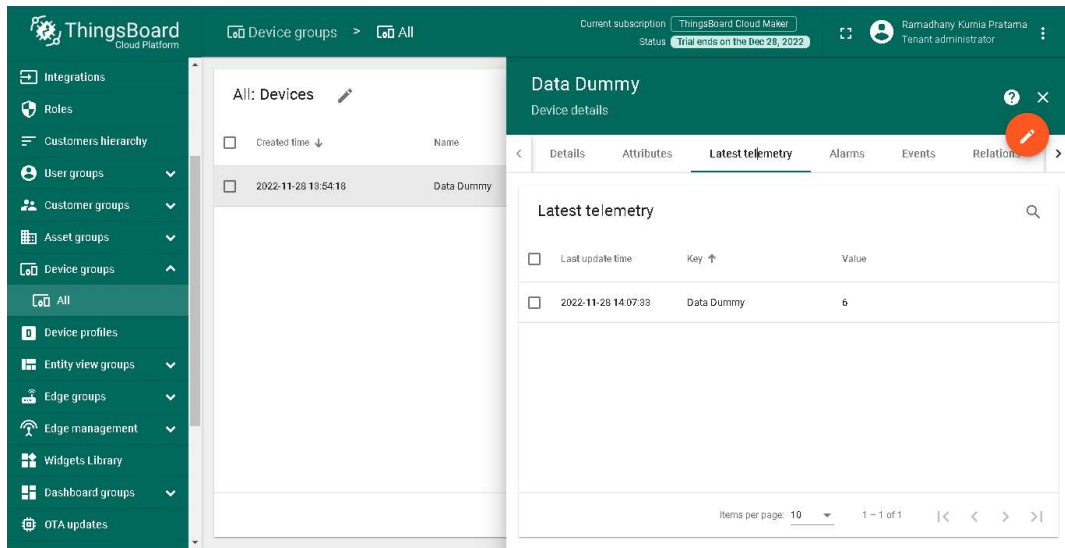 ThingsBoard
Cloud Platform
Device groups > All
Current subscription ThingsBoard Cloud Maker
Status Trial ends on the Dec 28, 2022
Ramadhany Kurnia Pratama
Tenant administrator
Integrations
Roles
Customers hierarchy
User groups
Customer groups
Asset groups
Device groups
All
Device profiles
Entity view groups
Edge groups
Edge management
Widgets Library
Dashboard groups
OTA updates
All: Devices
Created time Name
2022-11-28 13:54:18 Data Dummy
Data Dummy
Device details
Details Attributes Latest telemetry Alarms Events Relations
Latest telemetry
Last update time Key Value
2022-11-28 14:07:33 Data Dummy 6
Items per page: 10 1 – 1 of 1